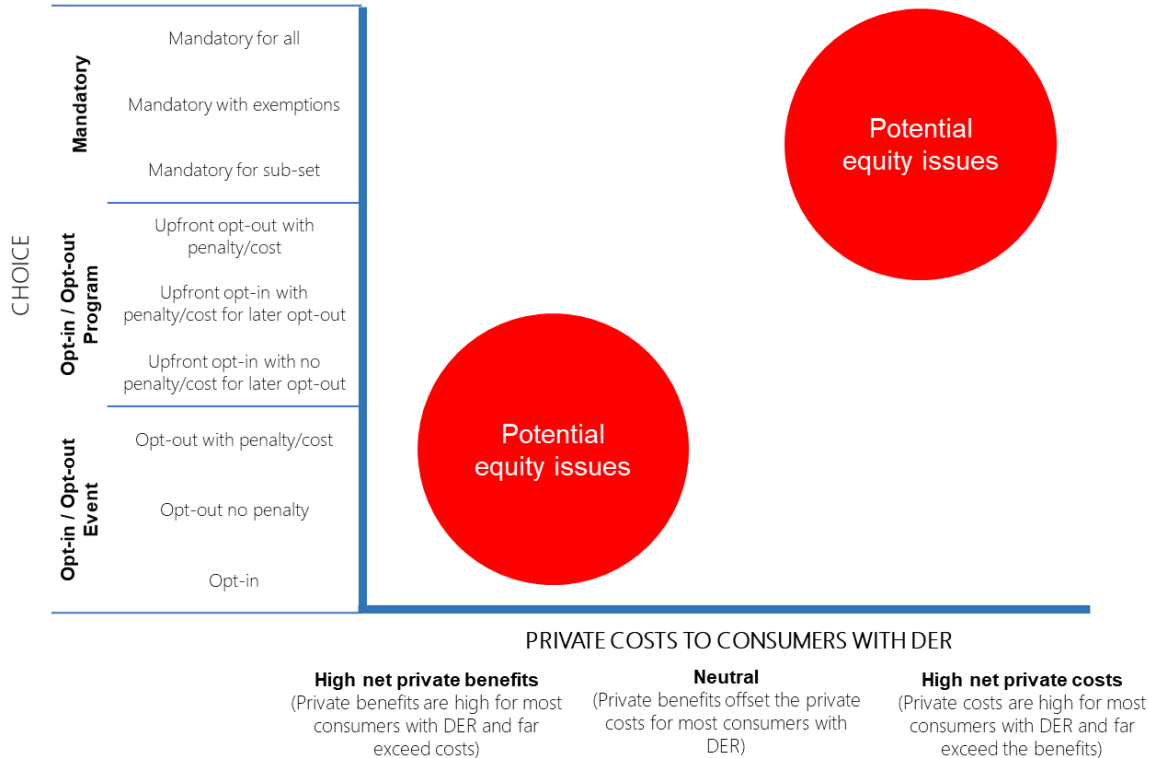 CHOICE
Mandatory
Mandatory for all
Mandatory with exemptions
Mandatory for sub-set
Opt-in / Opt-out
Program
Upfront opt-out with
penalty/cost
Upfront opt-in with
penalty/cost for later opt-out
Upfront opt-in with no
penalty/cost for later opt-out
Opt-in / Opt-out
Event
Opt-out with penalty/cost
Opt-out no penalty
Opt-in
Potential
equity issues
Potential
equity issues
PRIVATE COSTS TO CONSUMERS WITH DER
High net private benefits
(Private benefits are high for most
consumers with DER and far
exceed costs)
Neutral
(Private benefits offset the private
costs for most consumers with
DER)
High net private costs
(Private costs are high for most
consumers with DER and far
exceed the benefits)